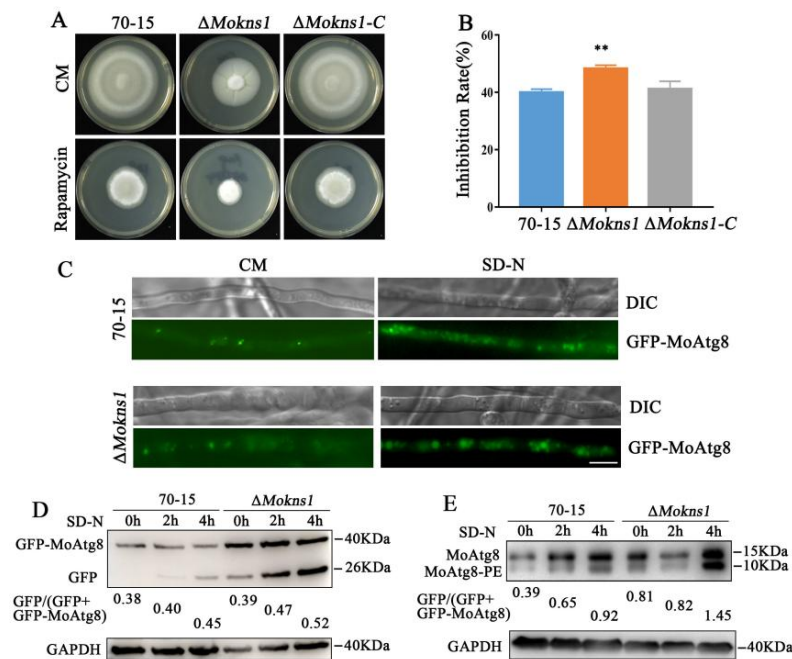 A
70-15 ΔMokns1 ΔMokns1-C
CM
Rapamycin
B
Inhibibition Rate(%)
60
40
20
0
**
70-15 ΔMokns1 ΔMokns1-C
C
CM SD-N
70-15
DIC
GFP-MoAtg8
ΔMokns1
DIC
GFP-MoAtg8
D
70-15 ΔMokns1
SD-N 0h 2h 4h 0h 2h 4h
GFP-MoAtg8 –40KDa
GFP –26KDa
GFP/(GFP+
GFP-MoAtg8)
0.38 0.40 0.45 0.39 0.47 0.52
GAPDH –40KDa
E
70-15 ΔMokns1
SD-N 0h 2h 4h 0h 2h 4h
MoAtg8 –15KDa
MoAtg8-PE –10KDa
GFP/(GFP+
GFP-MoAtg8)
0.39 0.65 0.92 0.81 0.82 1.45
GAPDH –40KDa